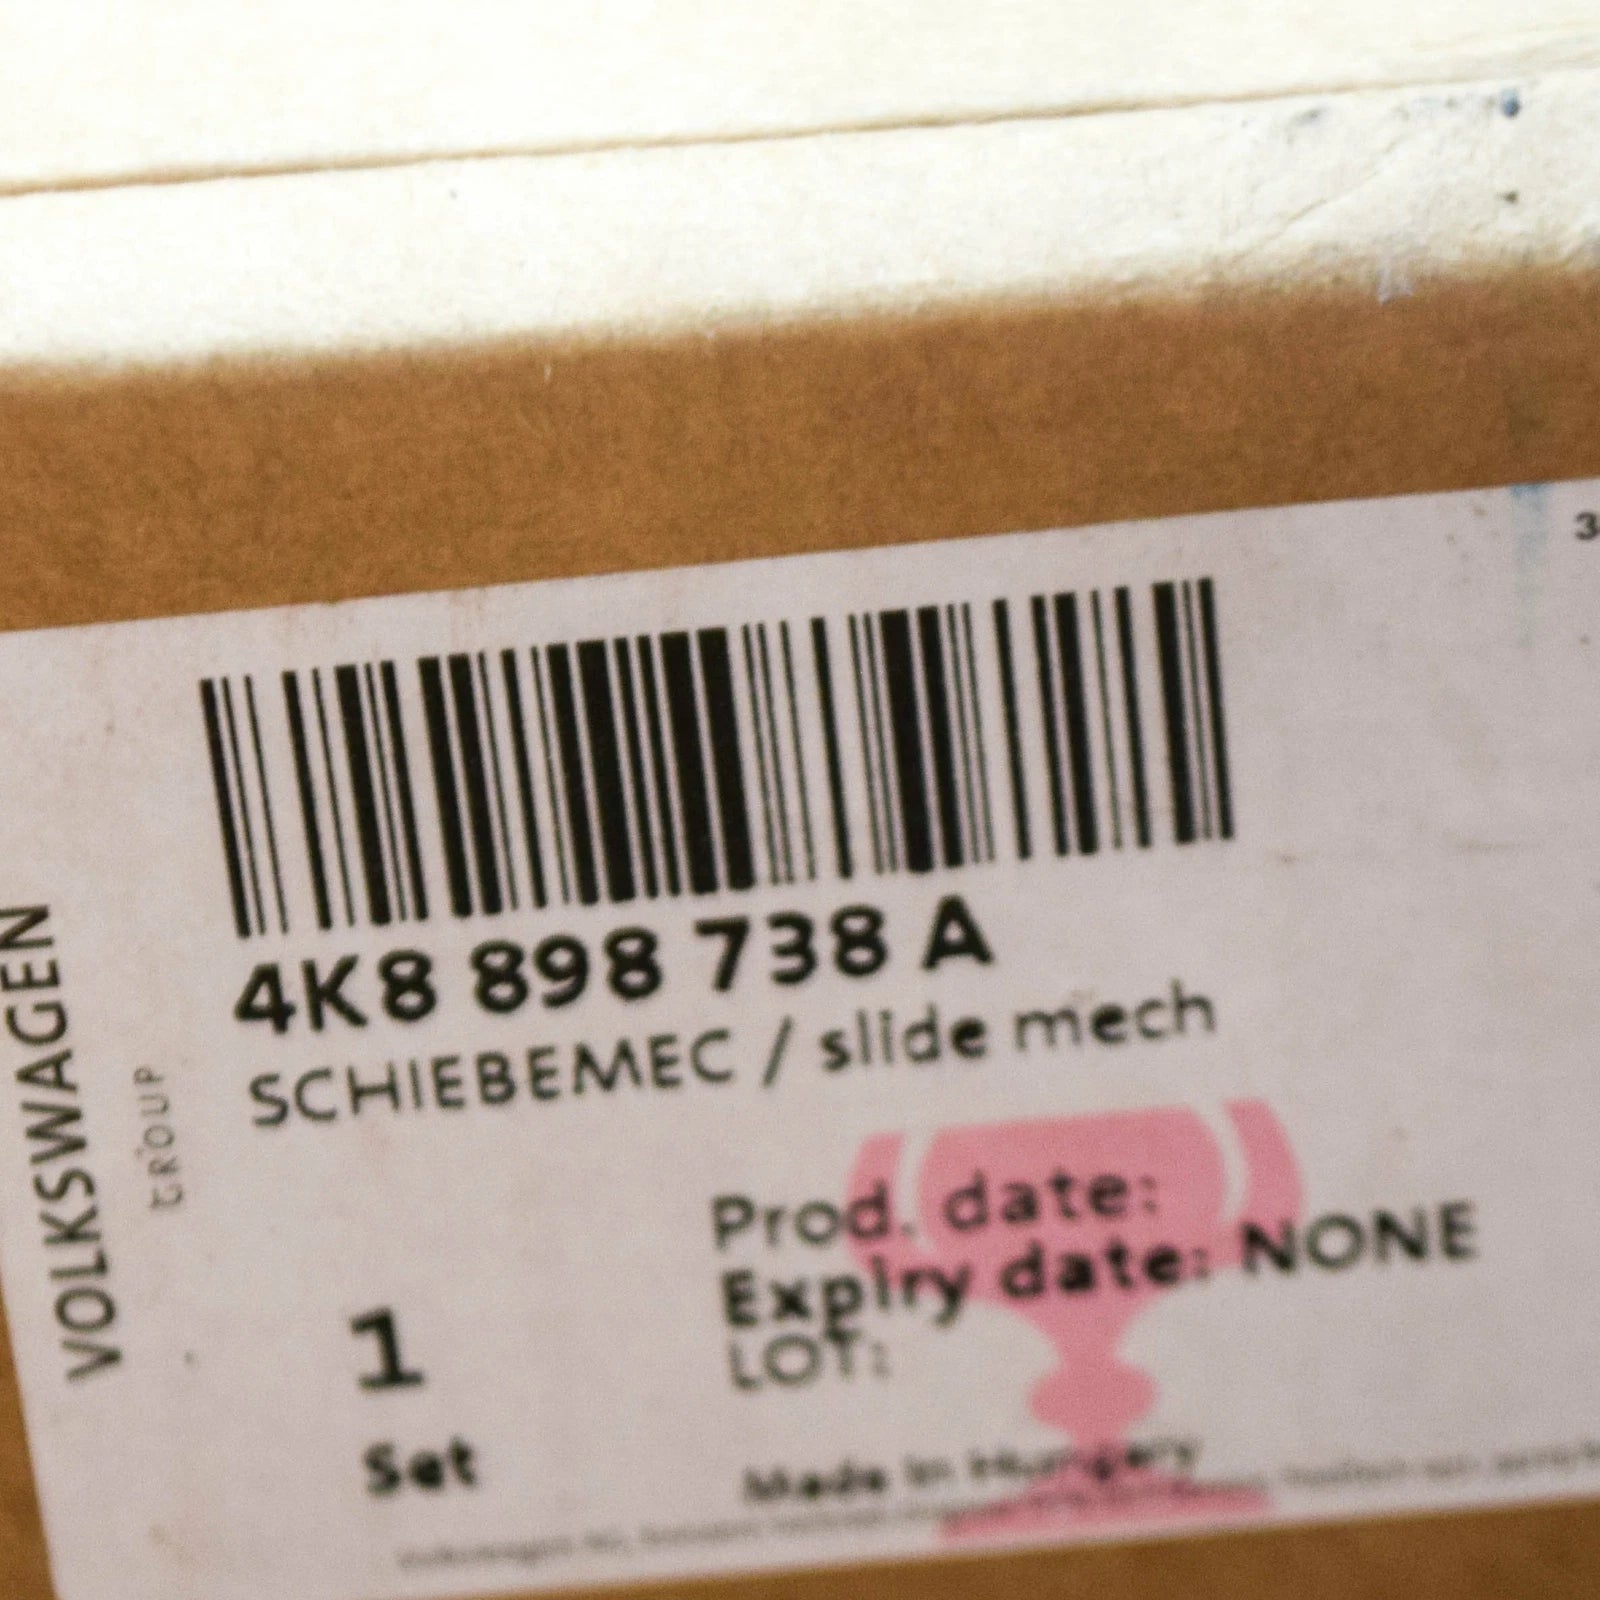 4K8 898 738 A
SCHIEBEMEC / slide mech
VOLKSWAGEN
GROUP
Prod. date:
Expiry date: NONE
LOT:
1
Set
Made in Hungary